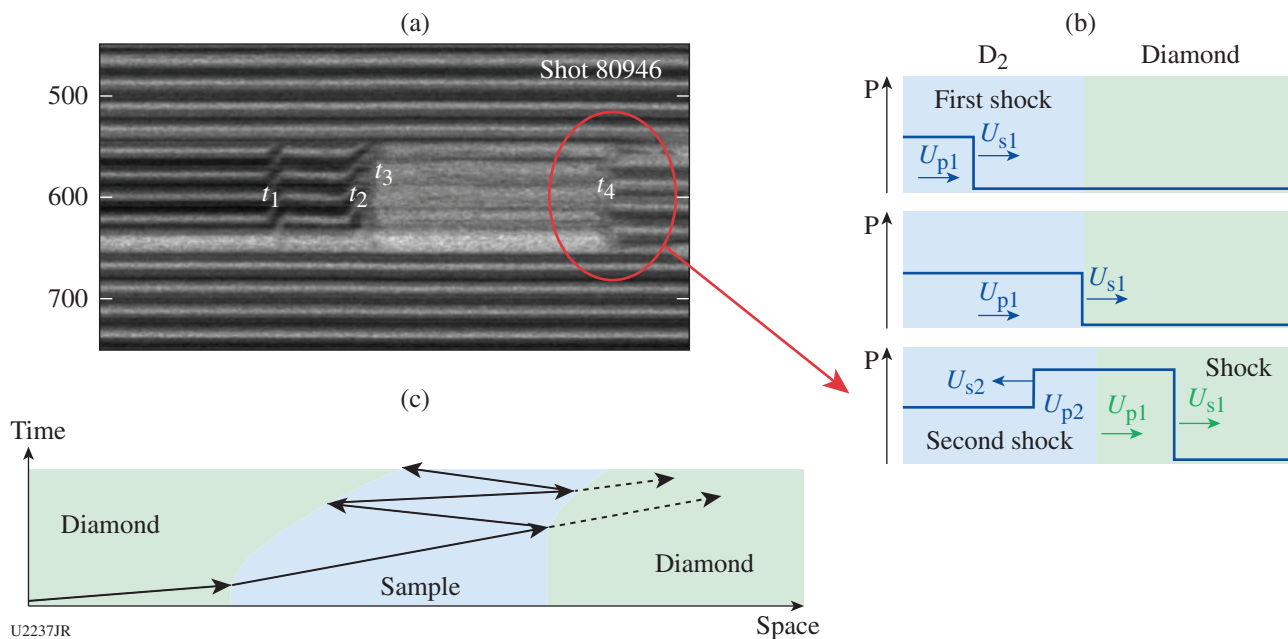 (a)
Shot 80946
500
600
700
t1
t2
t3
t4
(b)
D2 Diamond
P
First shock
Us1
Up1
P
Us1
Up1
P
Shock
Us2
Up2
Up1
Us1
Second shock
(c)
Time
Diamond
Sample
Diamond
Space
U2237JR